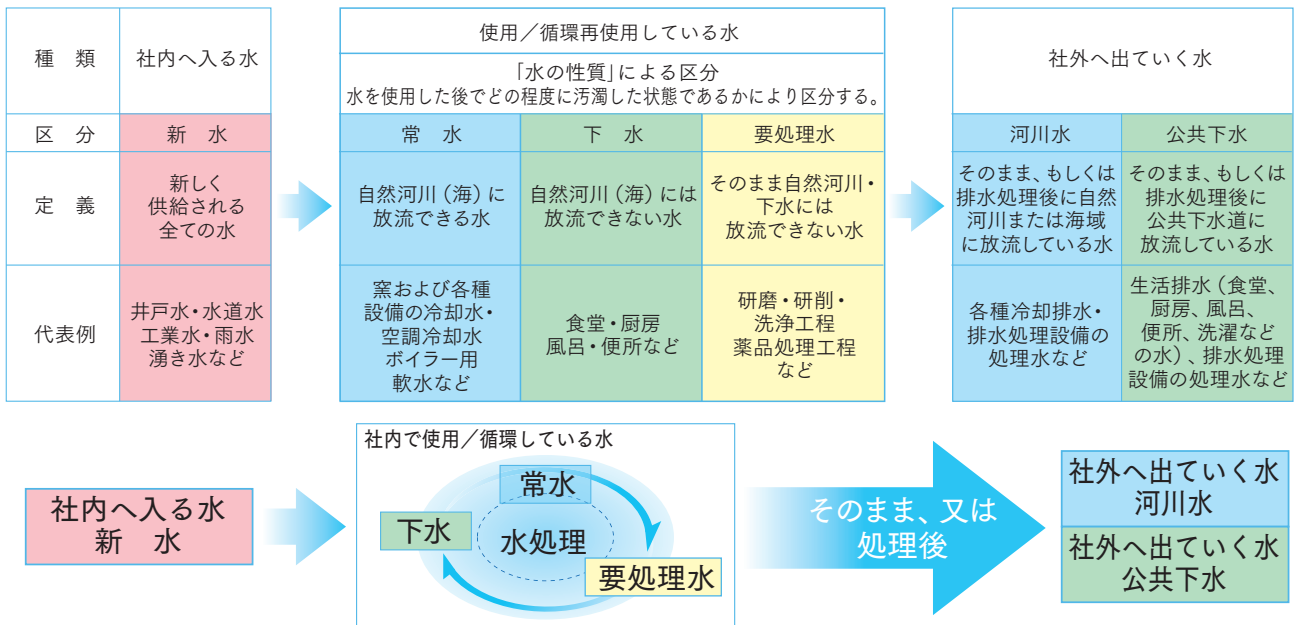 種　類
社内へ入る水
使用／循環再使用している水
「水の性質」による区分
水を使用した後でどの程度に汚濁した状態であるかにより区分する。
社外へ出ていく水
区　分
新　水
常　水
下　水
要処理水
河川水
公共下水
定　義
新しく
供給される
全ての水
自然河川（海）に
放流できる水
自然河川（海）には
放流できない水
そのまま自然河川・
下水には
放流できない水
そのまま、もしくは
排水処理後に自然
河川または海域
に放流している水
そのまま、もしくは
排水処理後に
公共下水道に
放流している水
代表例
井戸水・水道水
工業水・雨水
湧き水など
窯および各種
設備の冷却水・
空調冷却水
ボイラー用
軟水など
食堂・厨房
風呂・便所など
研磨・研削・
洗浄工程
薬品処理工程
など
各種冷却排水・
排水処理設備の
処理水など
生活排水（食堂、
厨房、風呂、
便所、洗濯など
の水）、排水処理
設備の処理水など
社内へ入る水
新　水
社内で使用／循環している水
常水
下水
水処理
要処理水
そのまま、又は
処理後
社外へ出ていく水
河川水
社外へ出ていく水
公共下水